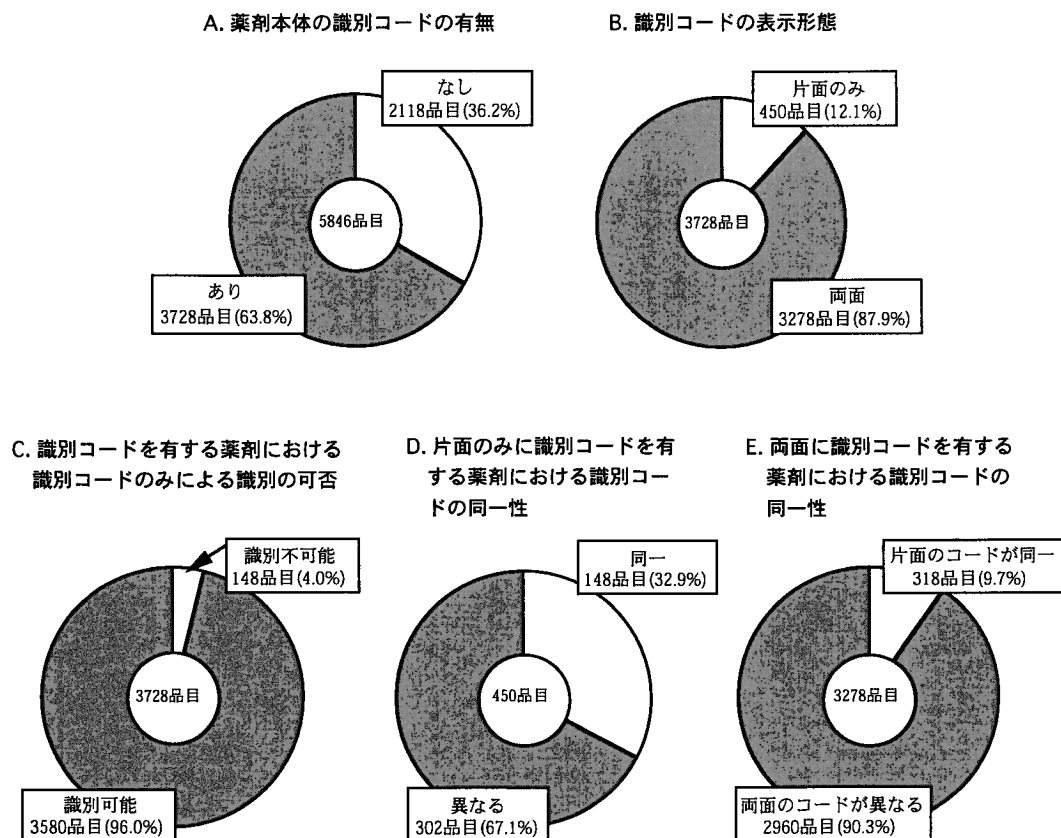 A. 薬剤本体の識別コードの有無
なし
2118品目(36.2%)
5846品目
あり
3728品目(63.8%)
B. 識別コードの表示形態
片面のみ
450品目(12.1%)
3728品目
両面
3278品目(87.9%)
C. 識別コードを有する薬剤における
識別コードのみによる識別の可否
識別不可能
148品目(4.0%)
3728品目
識別可能
3580品目(96.0%)
D. 片面のみに識別コードを有
する薬剤における識別コー
ドの同一性
同一
148品目(32.9%)
450品目
異なる
302品目(67.1%)
E. 両面に識別コードを有する
薬剤における識別コードの
同一性
片面のコードが同一
318品目(9.7%)
3278品目
両面のコードが異なる
2960品目(90.3%)